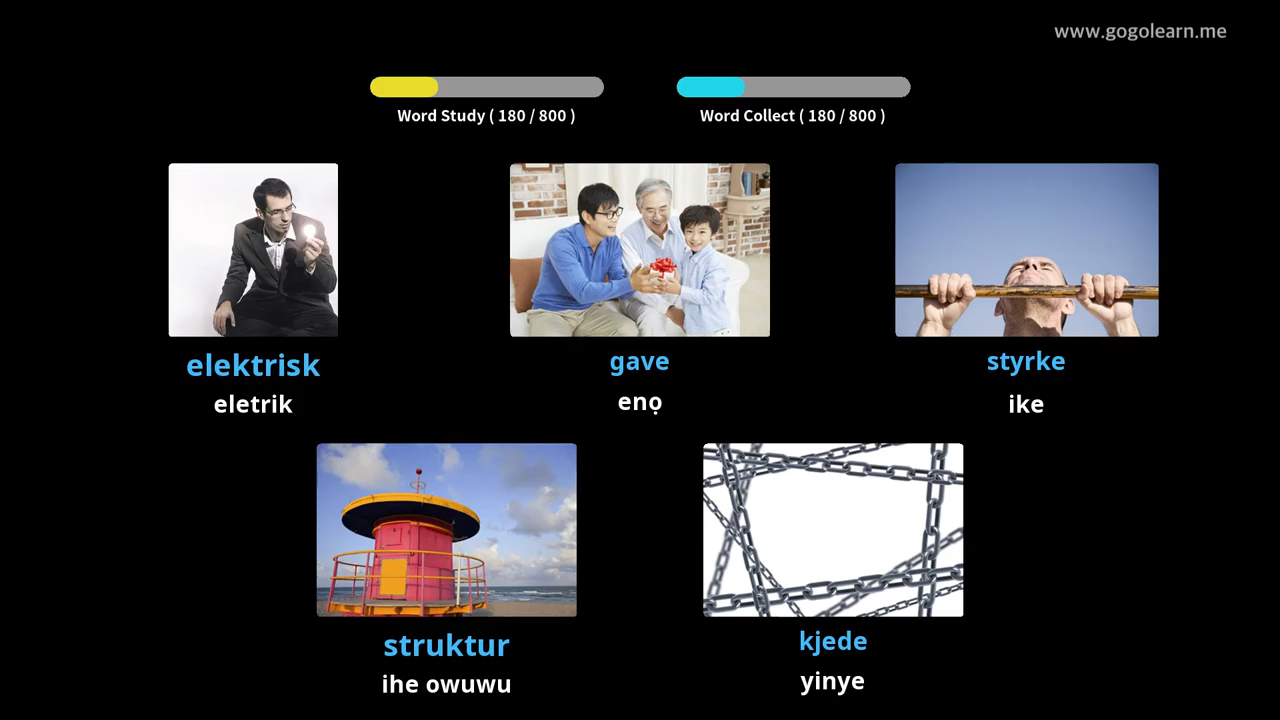 www.gogolearn.me
Word Study ( 180 / 800 )
Word Collect ( 180 / 800 )
elektrisk
eletrik
gave
enọ
styrke
ike
struktur
ihe owuwu
kjede
yinye